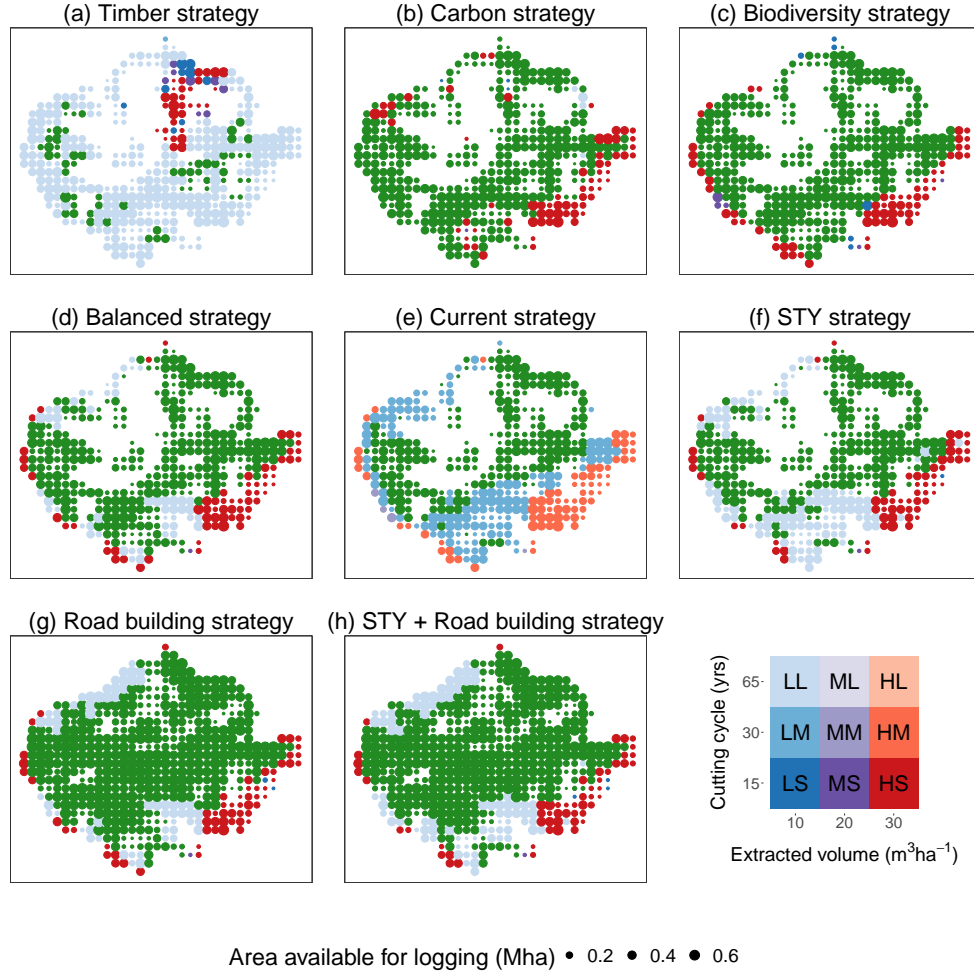 (a) Timber strategy
(b) Carbon strategy
(c) Biodiversity strategy
(d) Balanced strategy
(e) Current strategy
(f) STY strategy
(g) Road building strategy
(h) STY + Road building strategy
Cutting cycle (yrs)
65 LL ML HL
30 LM MM HM
15 LS MS HS
10 20 30
Extracted volume (m³ha⁻¹)
Area available for logging (Mha) 0.2 0.4 0.6